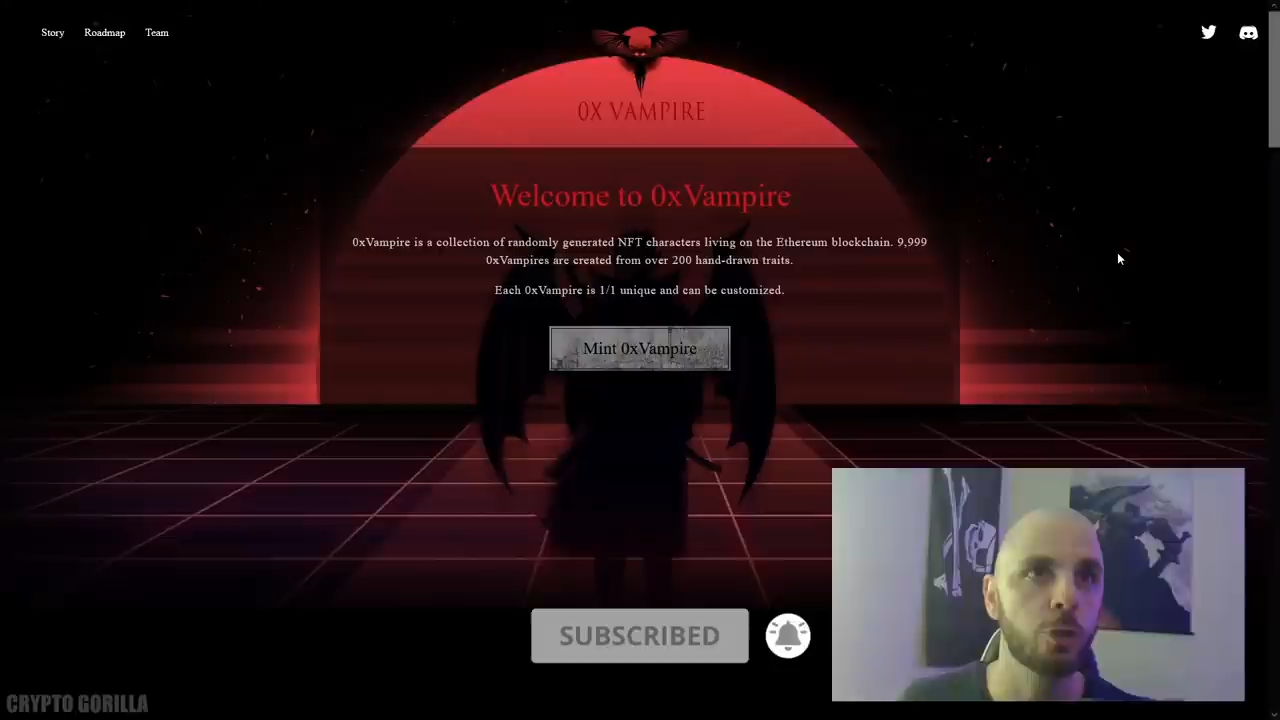 Story Roadmap Team
0X VAMPIRE
Welcome to 0xVampire
0xVampire is a collection of randomly generated NFT characters living on the Ethereum blockchain. 9,999
0xVampires are created from over 200 hand-drawn traits.
Each 0xVampire is 1/1 unique and can be customized.
Mint 0xVampire
SUBSCRIBED
CRYPTO GORILLA